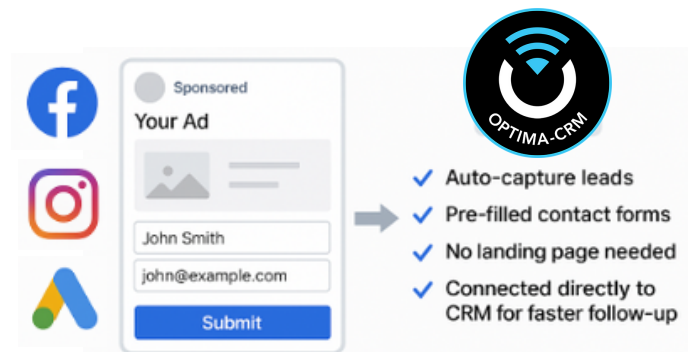 Sponsored
Your Ad
John Smith
john@example.com
Submit
OPTIMA-CRM
Auto-capture leads
Pre-filled contact forms
No landing page needed
Connected directly to
CRM for faster follow-up